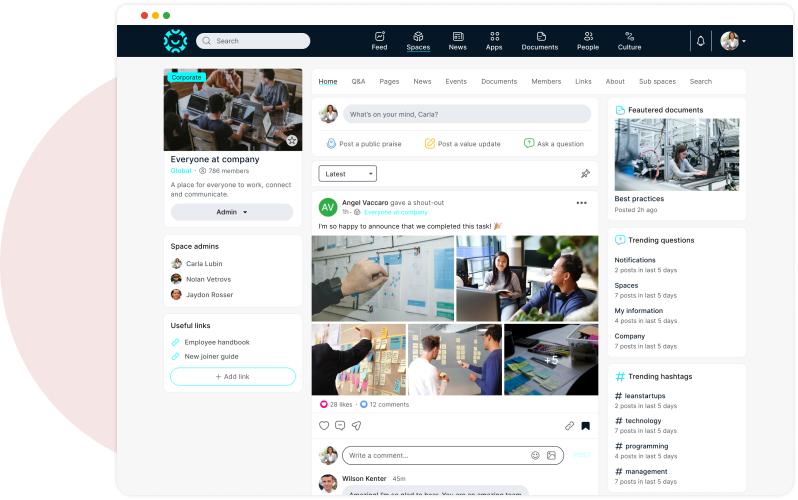 Search
Feed
Spaces
News
Apps
Documents
People
Culture
Corporate
Everyone at company
Global · 786 members
A place for everyone to work, connect
and communicate.
Admin
Space admins
Carla Lubin
Nolan Vetrovs
Jaydon Rosser
Useful links
Employee handbook
New joiner guide
+ Add link
Home Q&A Pages News Events Documents Members Links About Sub spaces Search
What's on your mind, Carla?
Post a public praise
Post a value update
Ask a question
Latest
AV
Angel Vaccaro gave a shout-out
1h · Everyone at company
I'm so happy to announce that we completed this task! 🎉
+5
28 likes · 12 comments
Write a comment...
POST
Wilson Kenter 45m
Amazing! I'm so glad to hear. You are an amazing team
Feautered documents
Best practices
Posted 2h ago
Trending questions
Notifications
2 posts in last 5 days
Spaces
7 posts in last 5 days
My information
4 posts in last 5 days
Company
7 posts in last 5 days
Trending hashtags
# leanstartups
2 posts in last 5 days
# technology
7 posts in last 5 days
# programming
4 posts in last 5 days
# management
7 posts in last 5 days